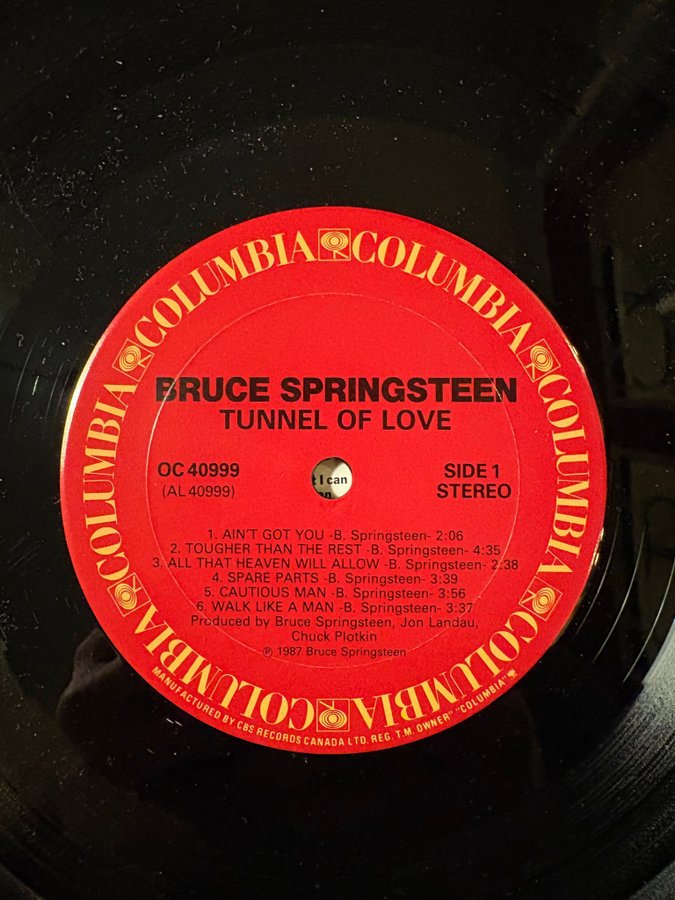 COLUMBIA COLUMBIA COLUMBIA COLUMBIA COLUMBIA COLUMBIA
BRUCE SPRINGSTEEN
TUNNEL OF LOVE
OC 40999
(AL 40999)
t I can
SIDE 1
STEREO
1. AIN'T GOT YOU -B. Springsteen- 2:06
2. TOUGHER THAN THE REST -B. Springsteen- 4:35
3. ALL THAT HEAVEN WILL ALLOW -B. Springsteen- 2:38
4. SPARE PARTS -B. Springsteen- 3:39
5. CAUTIOUS MAN -B. Springsteen- 3:56
6. WALK LIKE A MAN -B. Springsteen- 3:37
Produced by Bruce Springsteen, Jon Landau,
Chuck Plotkin
℗ 1987 Bruce Springsteen
MANUFACTURED BY CBS RECORDS CANADA LTD. REG. T.M. OWNER" "COLUMBIA"